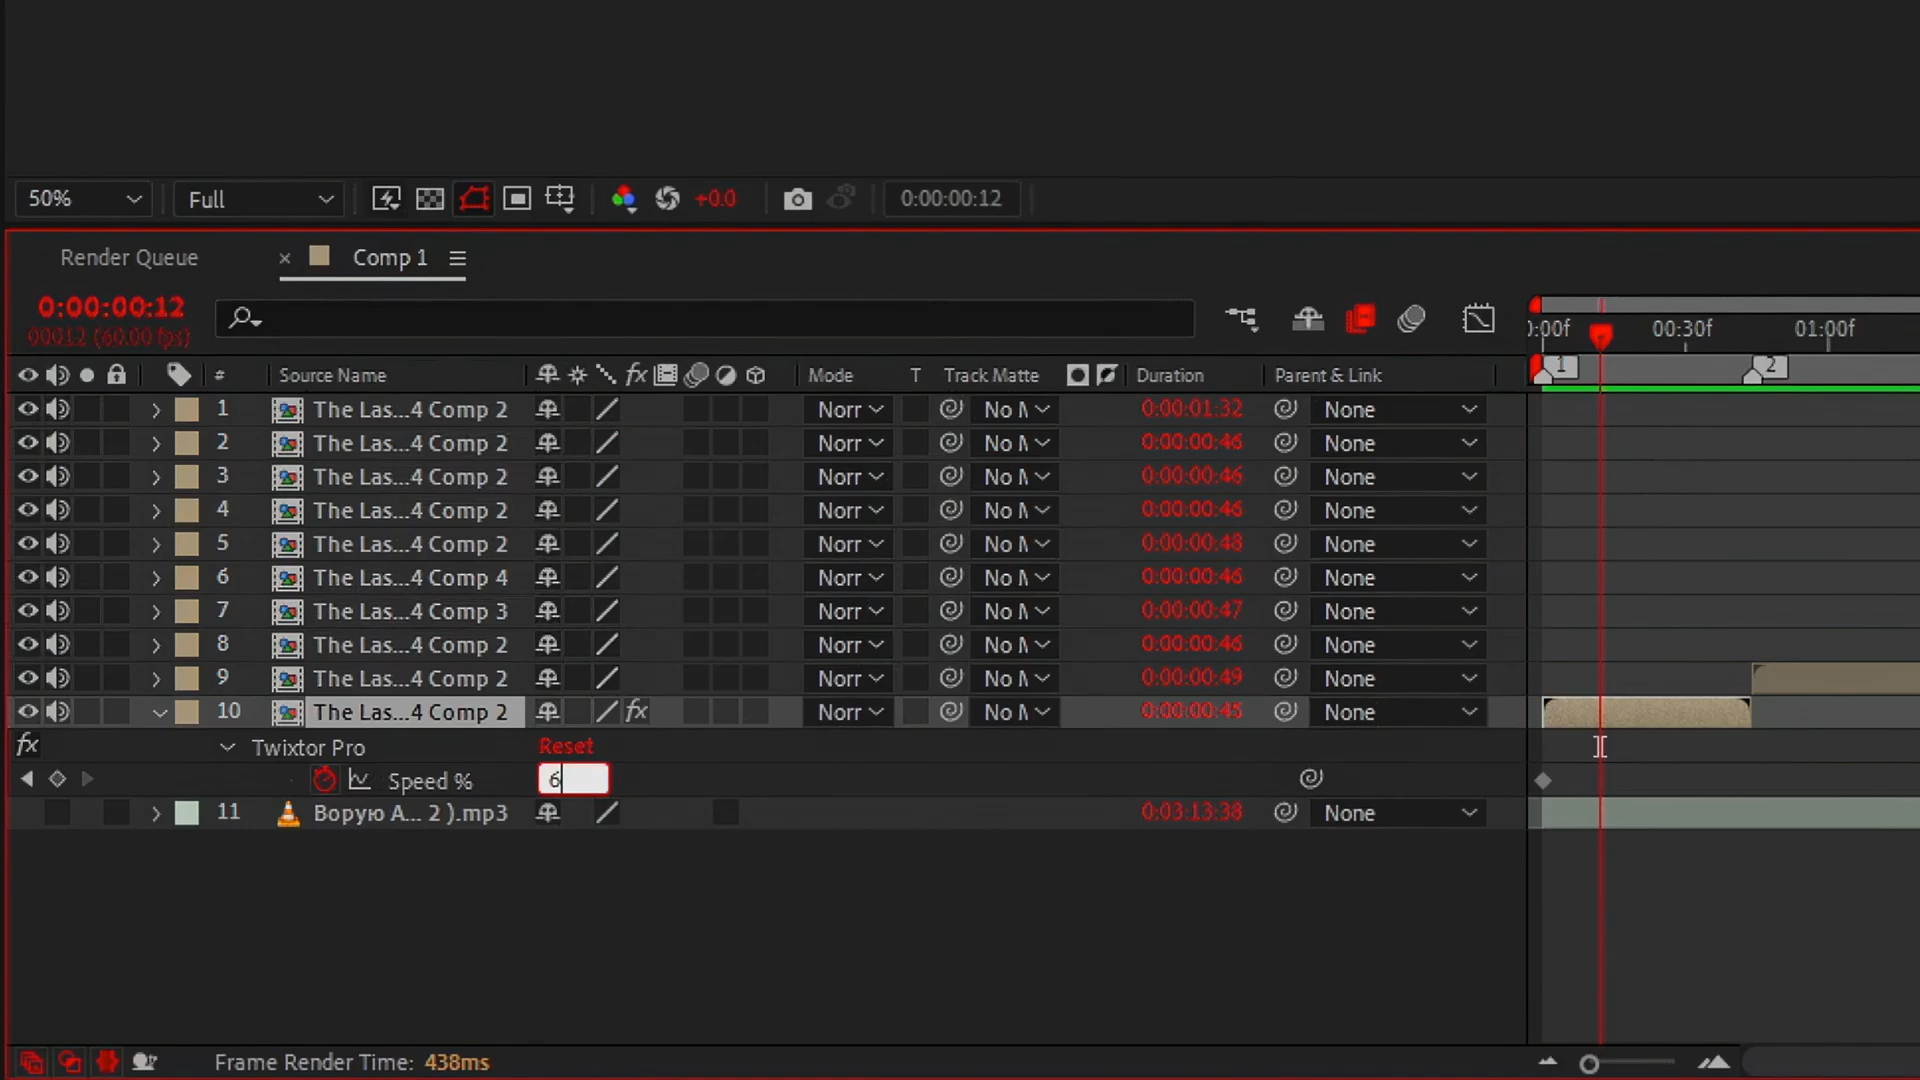 50% Full +0.0 0:00:00:12
Render Queue × Comp 1
0:00:00:12
00012 (60.00 fps)
):00f 00:30f 01:00f
1 2
# Source Name fx Mode T Track Matte Duration Parent & Link
1 The Las...4 Comp 2 Norr No M 0:00:01:32 None
2 The Las...4 Comp 2 Norr No M 0:00:00:46 None
3 The Las...4 Comp 2 Norr No M 0:00:00:46 None
4 The Las...4 Comp 2 Norr No M 0:00:00:46 None
5 The Las...4 Comp 2 Norr No M 0:00:00:48 None
6 The Las...4 Comp 4 Norr No M 0:00:00:46 None
7 The Las...4 Comp 3 Norr No M 0:00:00:47 None
8 The Las...4 Comp 2 Norr No M 0:00:00:46 None
9 The Las...4 Comp 2 Norr No M 0:00:00:49 None
10 The Las...4 Comp 2 fx Norr No M 0:00:00:45 None
fx Twixtor Pro Reset
Speed % 6
11 Ворую А... 2 ).mp3 0:03:13:38 None
Frame Render Time: 438ms